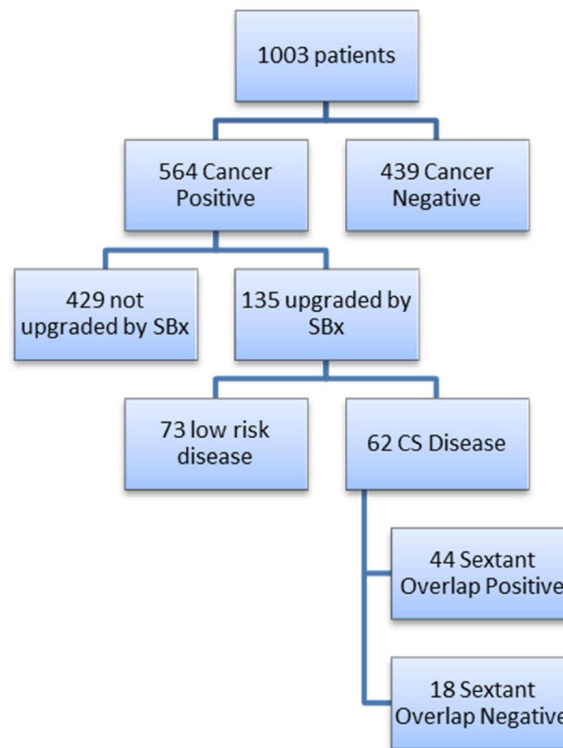 1003 patients
564 Cancer
Positive
439 Cancer
Negative
429 not
upgraded by SBx
135 upgraded by
SBx
73 low risk
disease
62 CS Disease
44 Sextant
Overlap Positive
18 Sextant
Overlap Negative